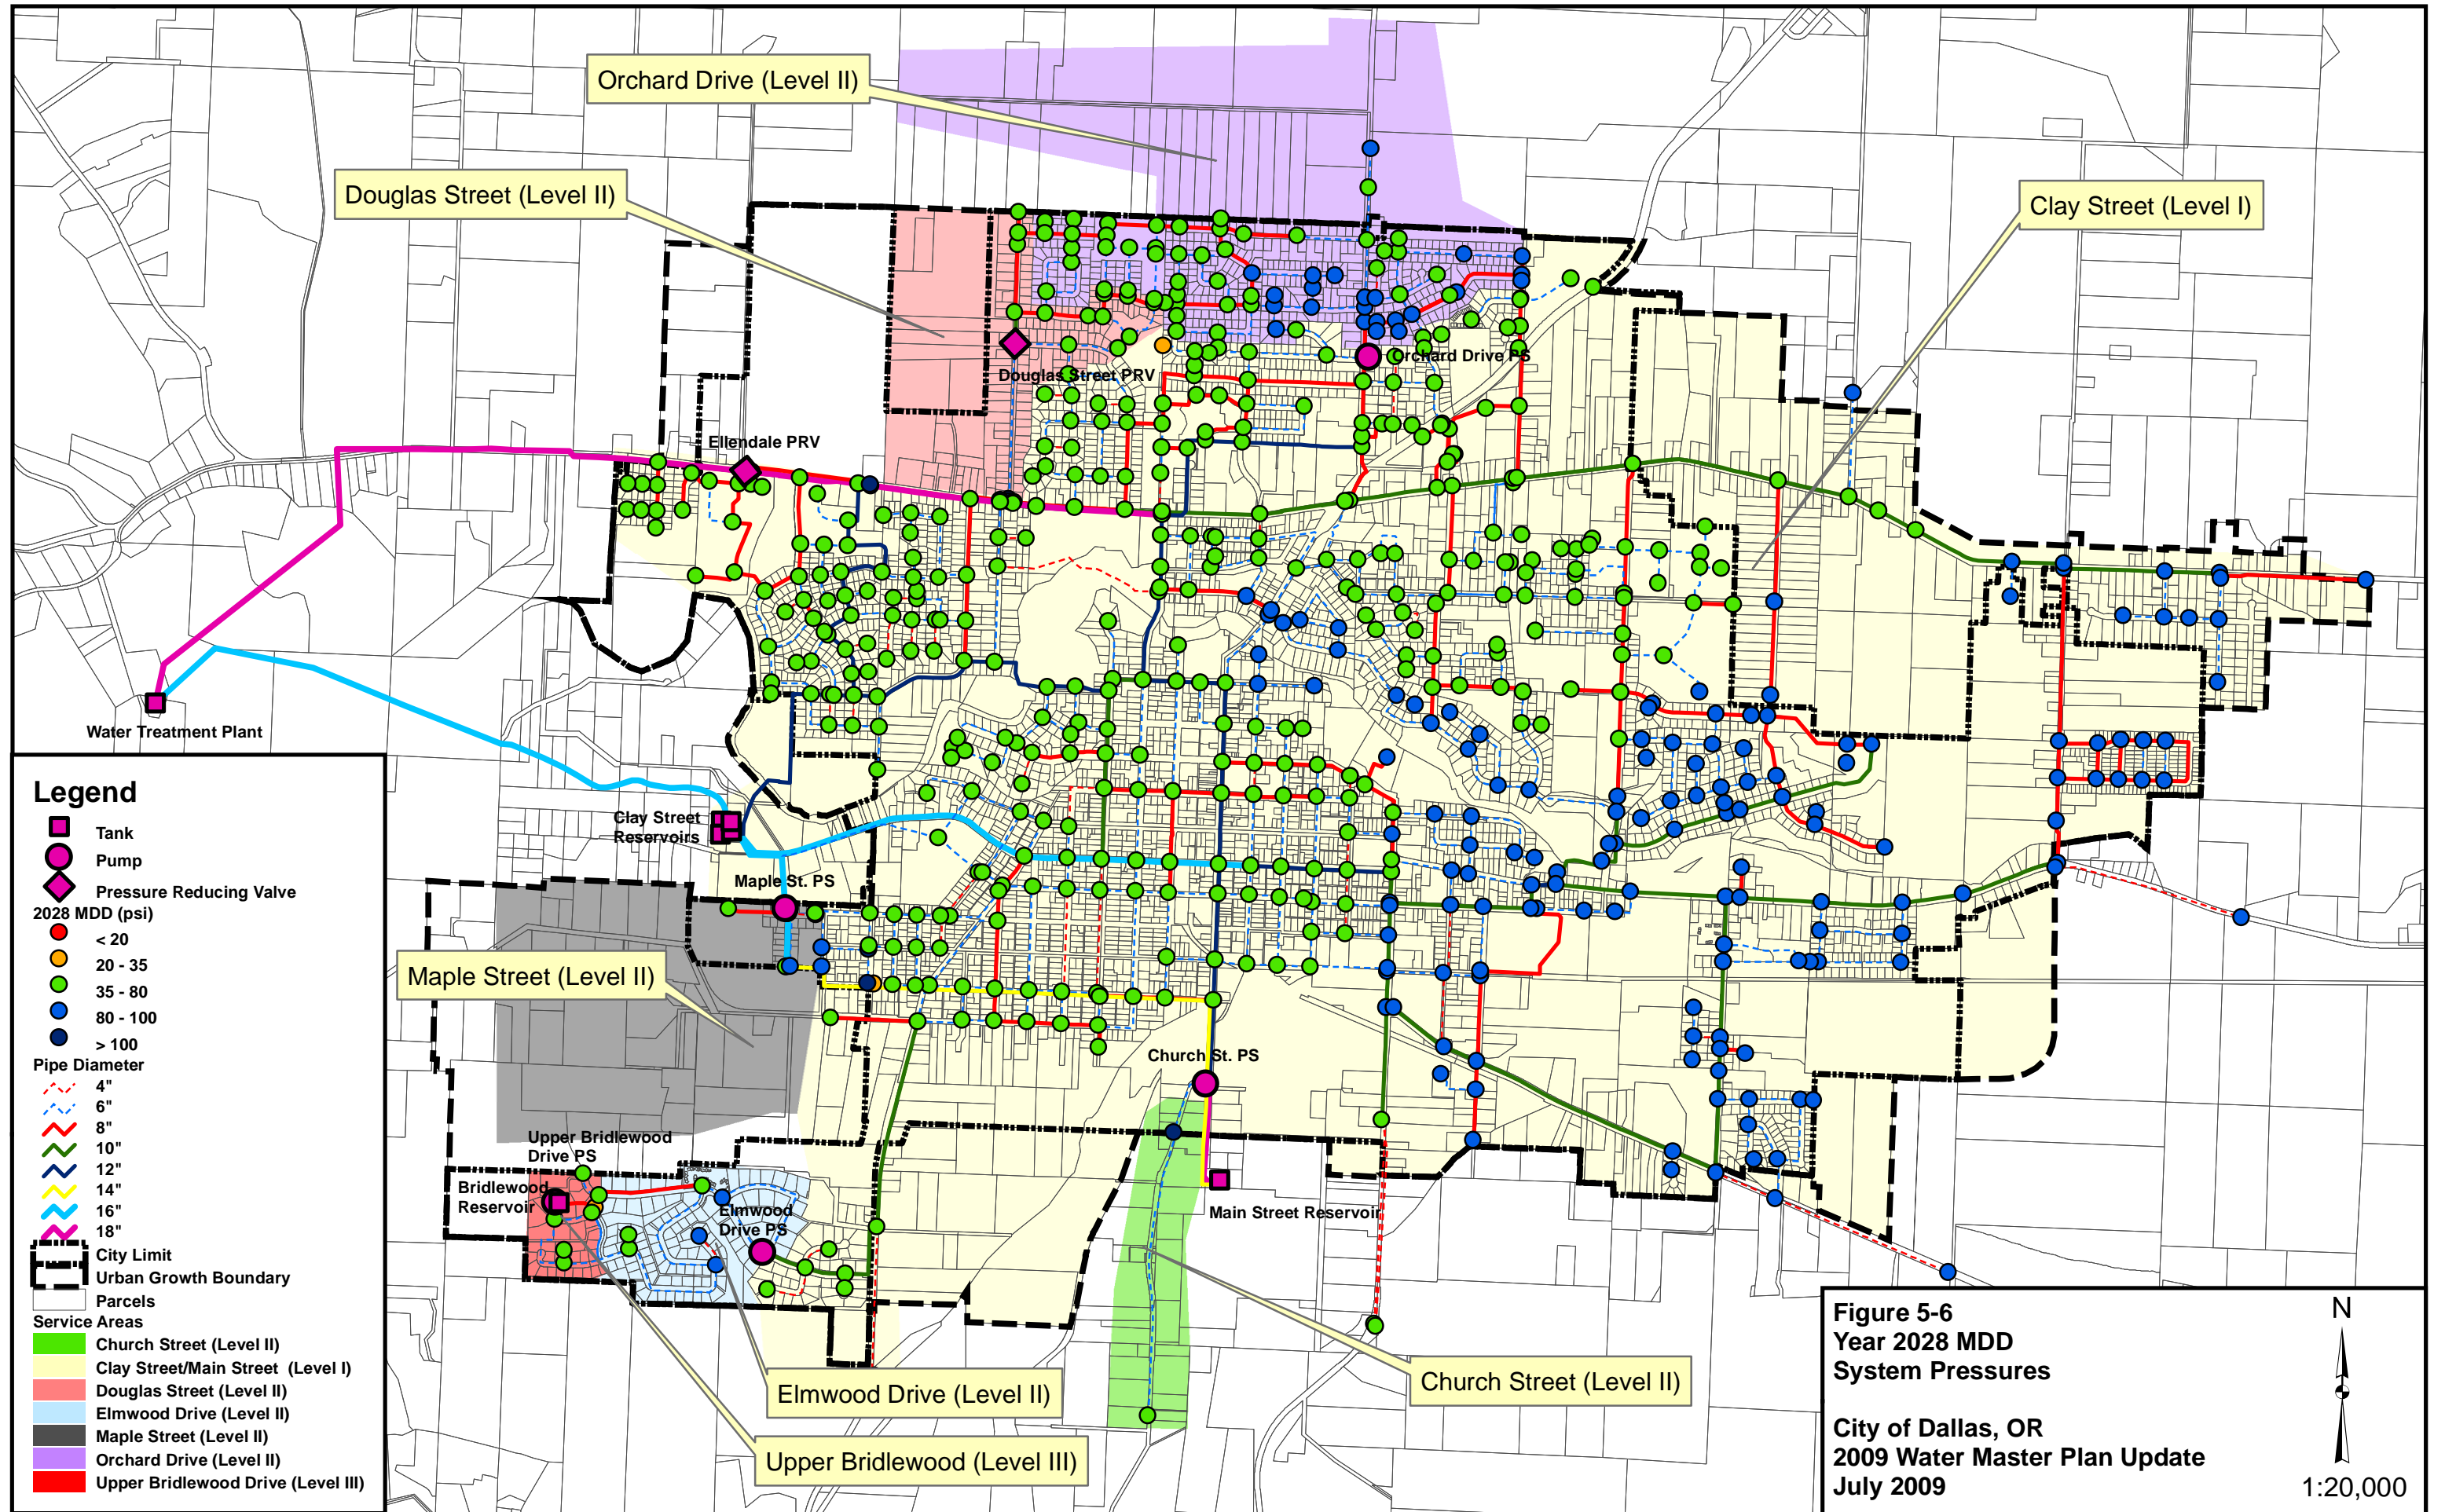 Orchard Drive (Level II)
Douglas Street (Level II)
Clay Street (Level I)
Orchard Drive PS
Douglas Street PRV
Ellendale PRV
Water Treatment Plant
Clay Street
Reservoirs
Maple St. PS
Maple Street (Level II)
Church St. PS
Upper Bridlewood
Drive PS
Bridlewood
Reservoir
Elmwood
Drive PS
Main Street Reservoir
Elmwood Drive (Level II)
Church Street (Level II)
Upper Bridlewood (Level III)
Legend
Tank
Pump
Pressure Reducing Valve
2028 MDD (psi)
< 20
20 - 35
35 - 80
80 - 100
> 100
Pipe Diameter
4"
6"
8"
10"
12"
14"
16"
18"
City Limit
Urban Growth Boundary
Parcels
Service Areas
Church Street (Level II)
Clay Street/Main Street (Level I)
Douglas Street (Level II)
Elmwood Drive (Level II)
Maple Street (Level II)
Orchard Drive (Level II)
Upper Bridlewood Drive (Level III)
Figure 5-6
Year 2028 MDD
System Pressures
City of Dallas, OR
2009 Water Master Plan Update
July 2009
N
1:20,000